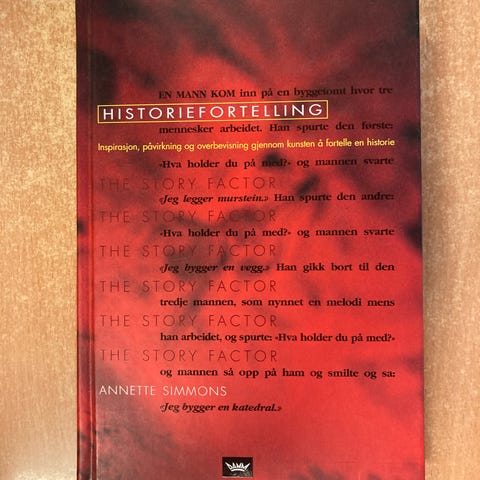 EN MANN KOM inn på en byggetomt hvor tre
HISTORIEFORTELLING
mennesker arbeidet. Han spurte den første:
Inspirasjon, påvirkning og overbevisning gjennom kunsten å fortelle en historie
«Hva holder du på med?» og mannen svarte
THE STORY FACTOR
«Jeg legger murstein.» Han spurte den andre:
THE STORY FACTOR
«Hva holder du på med?» og mannen svarte
THE STORY FACTOR
«Jeg bygger en vegg.» Han gikk bort til den
THE STORY FACTOR
tredje mannen, som nynnet en melodi mens
THE STORY FACTOR
han arbeidet, og spurte: «Hva holder du på med?»
THE STORY FACTOR
og mannen så opp på ham og smilte og sa:
ANNETTE SIMMONS
«Jeg bygger en katedral.»
DAMM